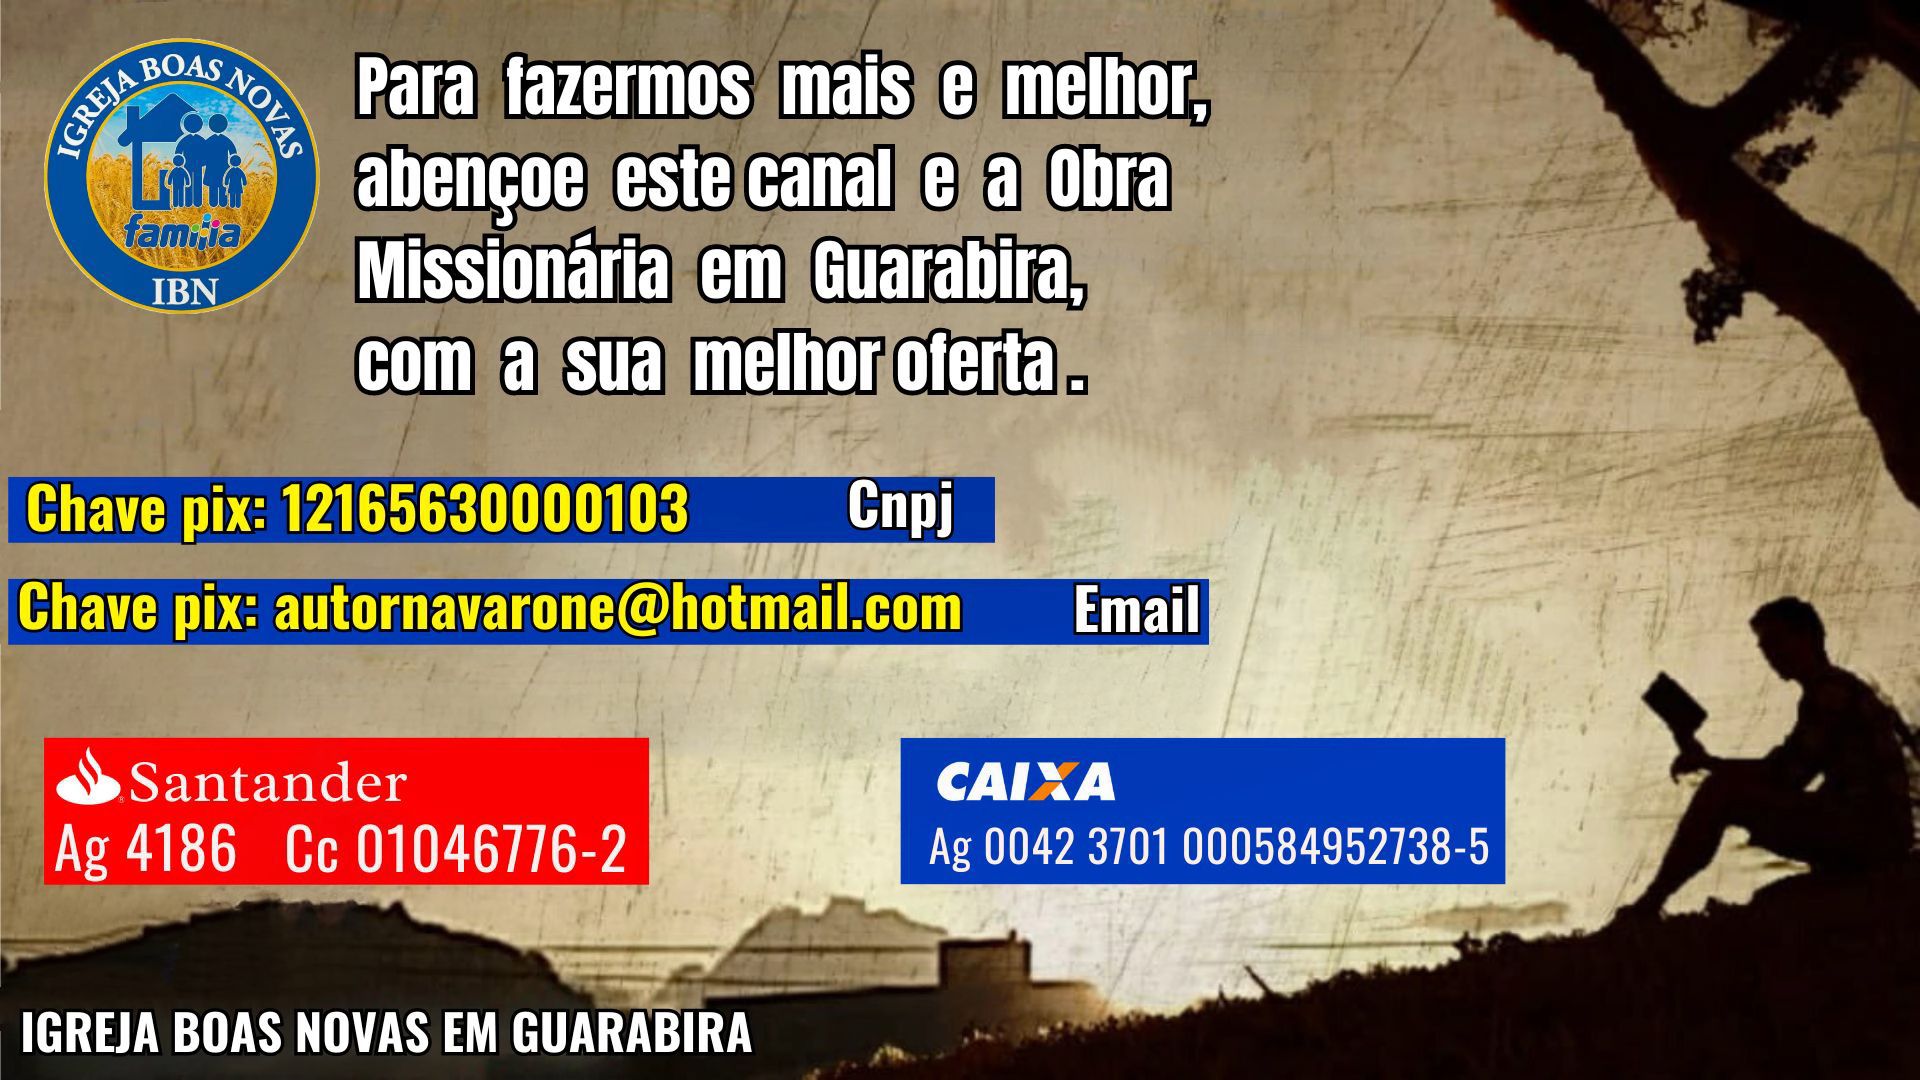 IGREJA BOAS NOVAS
família
IBN
Para fazermos mais e melhor,
abençoe este canal e a Obra
Missionária em Guarabira,
com a sua melhor oferta .
Chave pix: 12165630000103 Cnpj
Chave pix: autornavarone@hotmail.com Email
Santander
Ag 4186 Cc 01046776-2
CAIXA
Ag 0042 3701 000584952738-5
IGREJA BOAS NOVAS EM GUARABIRA